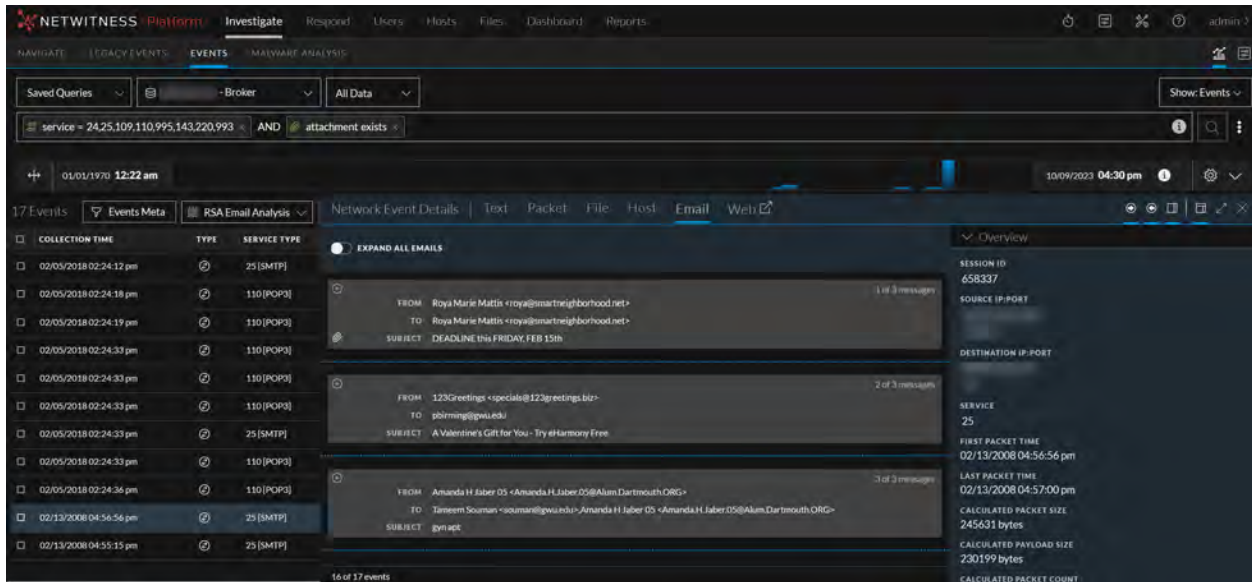 NETWITNESS Platform Investigate Respond Users Hosts Files Dashboard Reports admin
NAVIGATE LEGACY EVENTS EVENTS MALWARE ANALYSIS
Saved Queries - Broker All Data Show: Events
service = 24,25,109,110,995,143,220,993 AND attachment exists
01/01/1970 12:22 am 10/09/2023 04:30 pm
17 Events Events Meta RSA Email Analysis Network Event Details Text Packet File Host Email Web
COLLECTION TIME TYPE SERVICE TYPE
02/05/2018 02:24:12 pm 25 [SMTP]
02/05/2018 02:24:18 pm 110 [POP3]
02/05/2018 02:24:19 pm 110 [POP3]
02/05/2018 02:24:33 pm 110 [POP3]
02/05/2018 02:24:33 pm 110 [POP3]
02/05/2018 02:24:33 pm 110 [POP3]
02/05/2018 02:24:33 pm 25 [SMTP]
02/05/2018 02:24:33 pm 110 [POP3]
02/05/2018 02:24:36 pm 110 [POP3]
02/13/2008 04:56:56 pm 25 [SMTP]
02/13/2008 04:55:15 pm 25 [SMTP]
EXPAND ALL EMAILS
1 of 3 messages
FROM Roya Marie Mattis <roya@smartneighborhood.net>
TO Roya Marie Mattis <roya@smartneighborhood.net>
SUBJECT DEADLINE this FRIDAY, FEB 15th
2 of 3 messages
FROM 123Greetings <specials@123greetings.biz>
TO pbirming@gwu.edu
SUBJECT A Valentine's Gift for You - Try eHarmony Free
3 of 3 messages
FROM Amanda H Jaber 05 <Amanda.H.Jaber.05@Alum.Dartmouth.ORG>
TO Tameem Souman <souman@gwu.edu>,Amanda H Jaber 05 <Amanda.H.Jaber.05@Alum.Dartmouth.ORG>
SUBJECT gyn apt
16 of 17 events
Overview
SESSION ID
658337
SOURCE IP:PORT
DESTINATION IP:PORT
SERVICE
25
FIRST PACKET TIME
02/13/2008 04:56:56 pm
LAST PACKET TIME
02/13/2008 04:57:00 pm
CALCULATED PACKET SIZE
245631 bytes
CALCULATED PAYLOAD SIZE
230199 bytes
CALCULATED PACKET COUNT